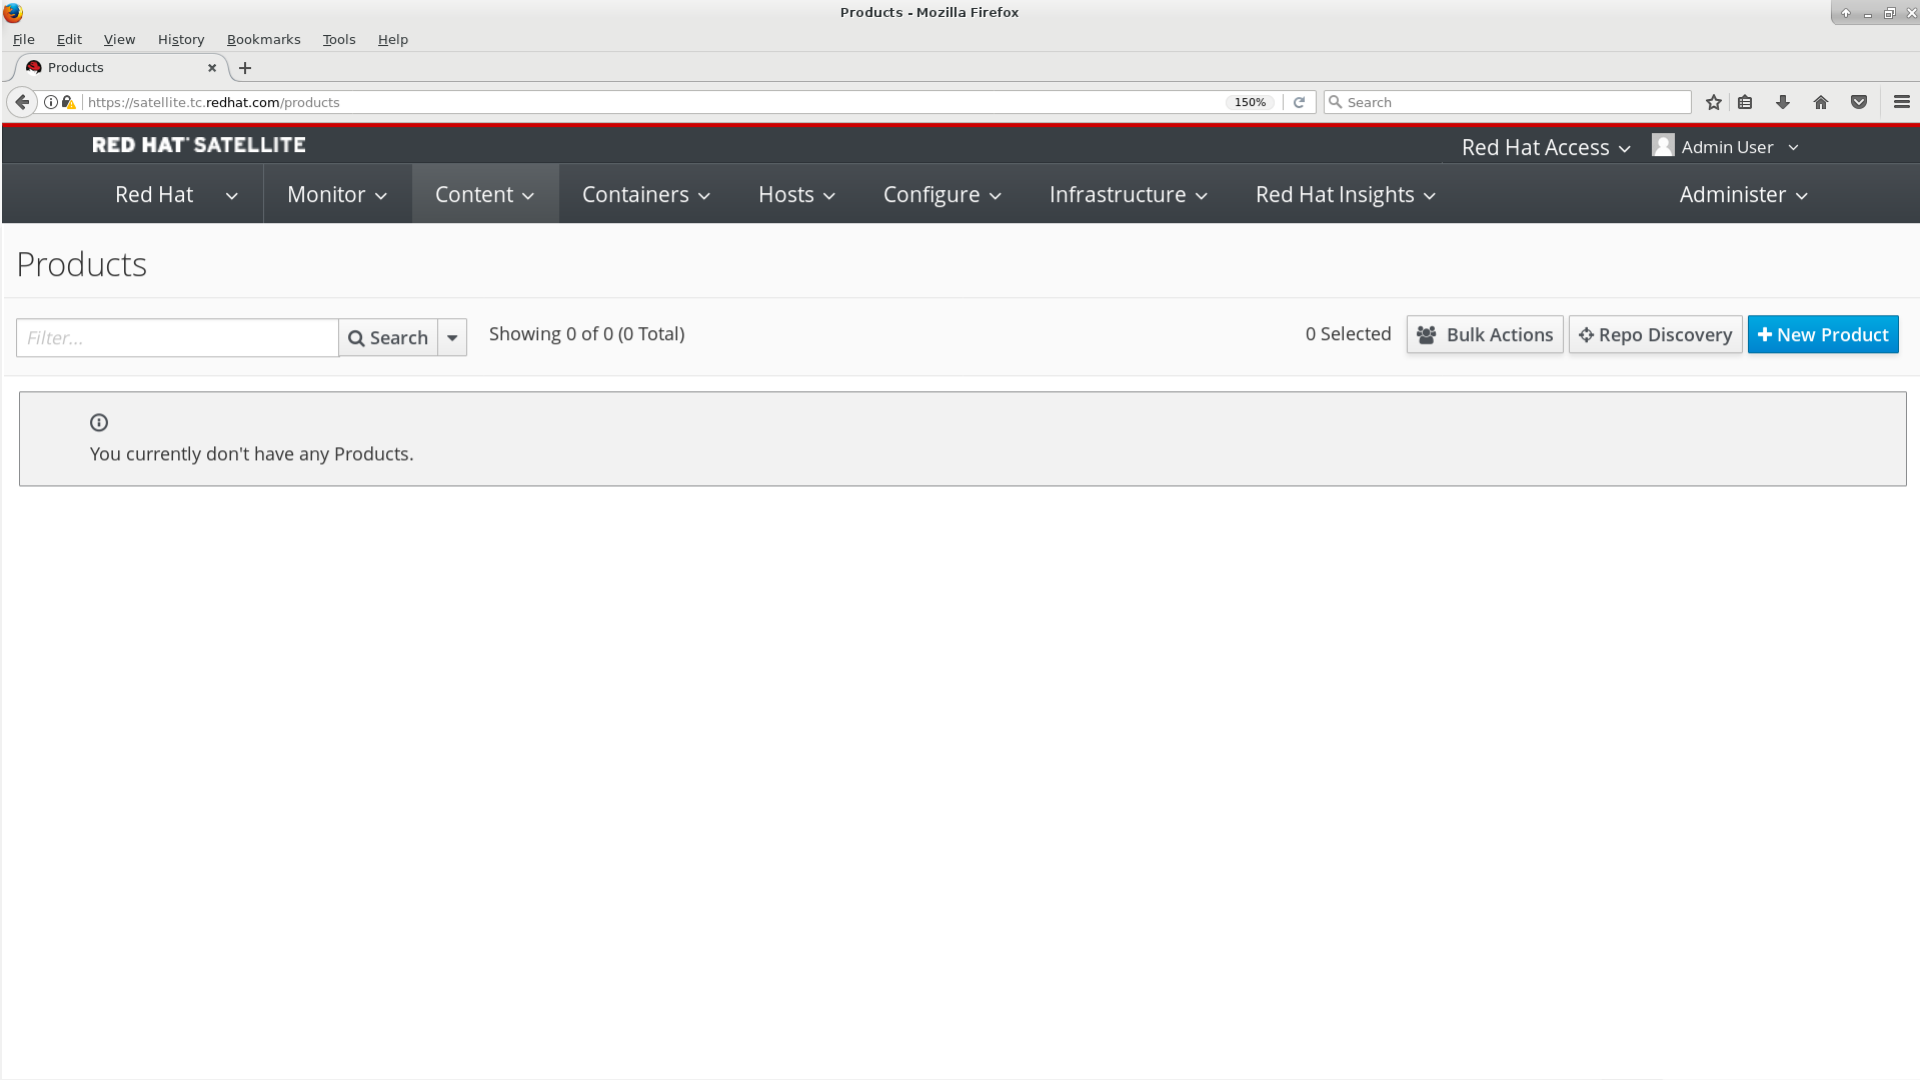 Products - Mozilla Firefox
File Edit View History Bookmarks Tools Help
Products
https://satellite.tc.redhat.com/products 150% Search
RED HAT SATELLITE Red Hat Access Admin User
Red Hat Monitor Content Containers Hosts Configure Infrastructure Red Hat Insights Administer
Products
Filter... Search Showing 0 of 0 (0 Total) 0 Selected Bulk Actions Repo Discovery New Product
You currently don't have any Products.